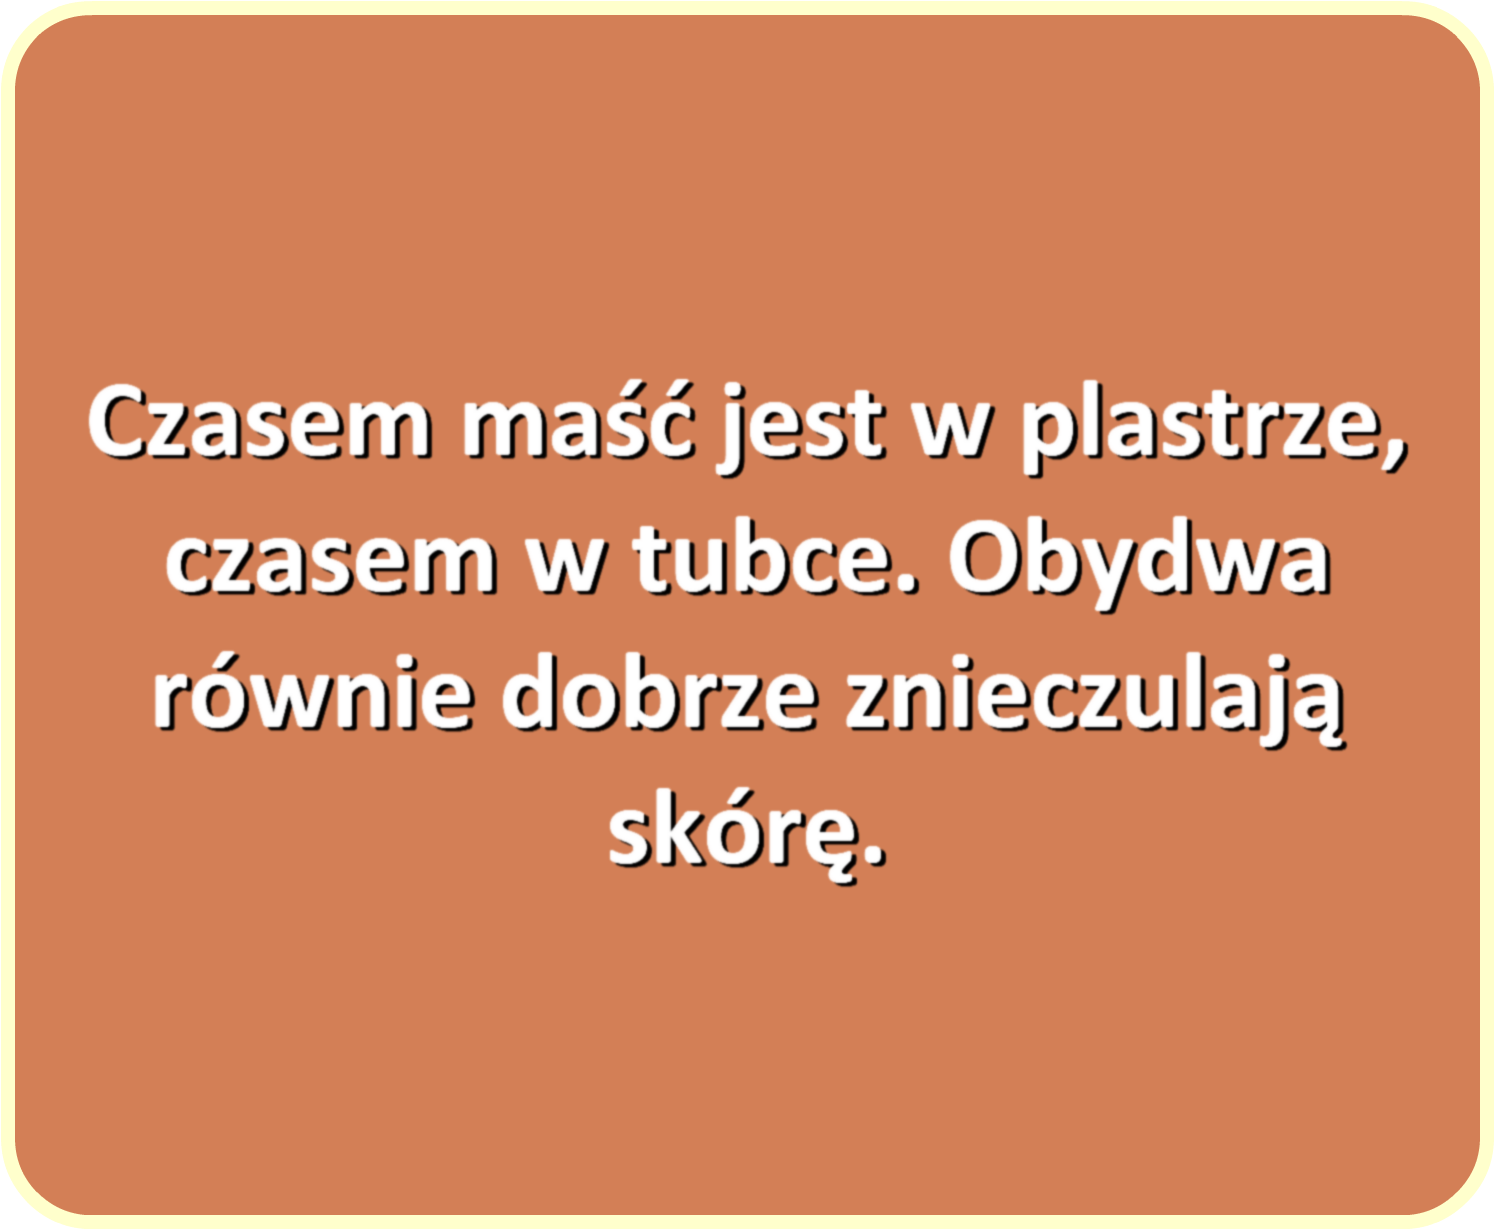 Czasem maść jest w plastrze,
czasem w tubce. Obydwa
równie dobrze znieczulają
skórę.